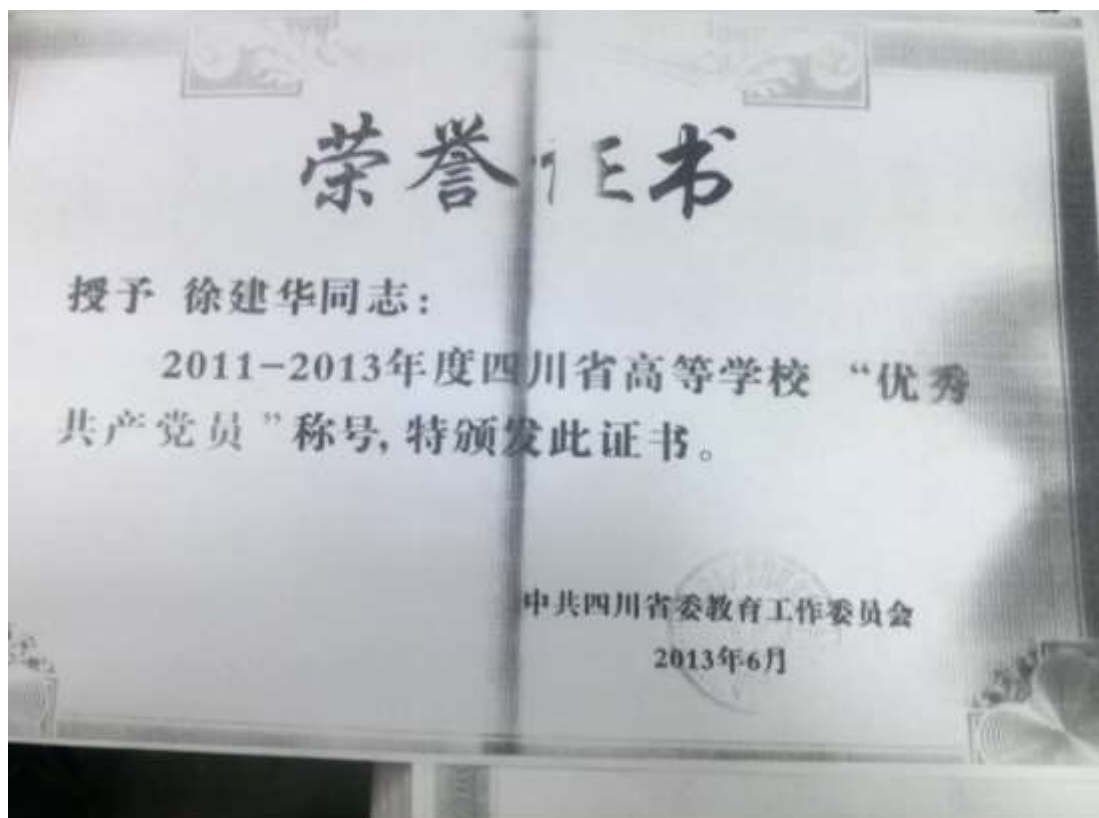 荣誉证书
授予 徐建华同志：
2011-2013年度四川省高等学校 “优秀
共产党员”称号, 特颁发此证书。
中共四川省委教育工作委员会
2013年6月